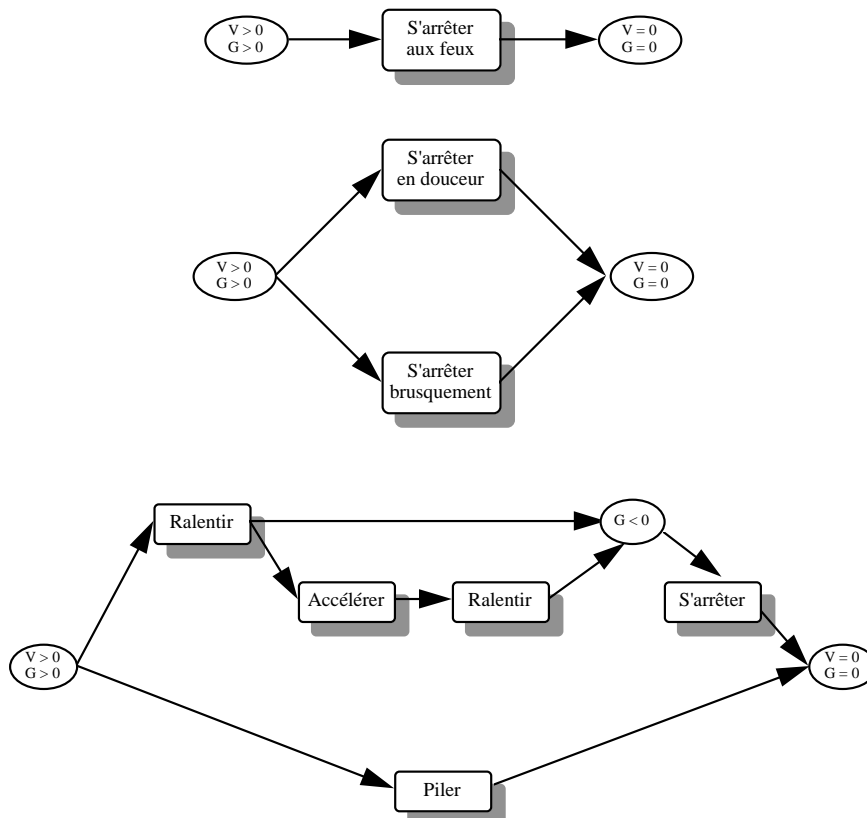 V > 0
G > 0
S'arrêter
aux feux
V = 0
G = 0
S'arrêter
en douceur
V > 0
G > 0
V = 0
G = 0
S'arrêter
brusquement
Ralentir
G < 0
Accélérer
Ralentir
S'arrêter
V > 0
G > 0
V = 0
G = 0
Piler